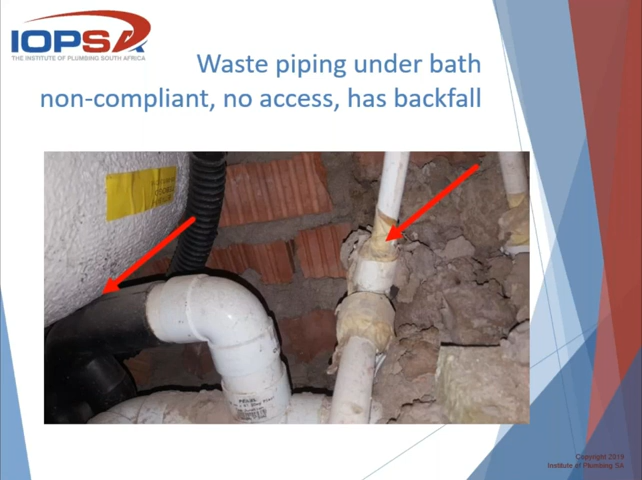 IOPSA
THE INSTITUTE OF PLUMBING SOUTH AFRICA
Waste piping under bath
non-compliant, no access, has backfall
Copyright 2019
Institute of Plumbing SA